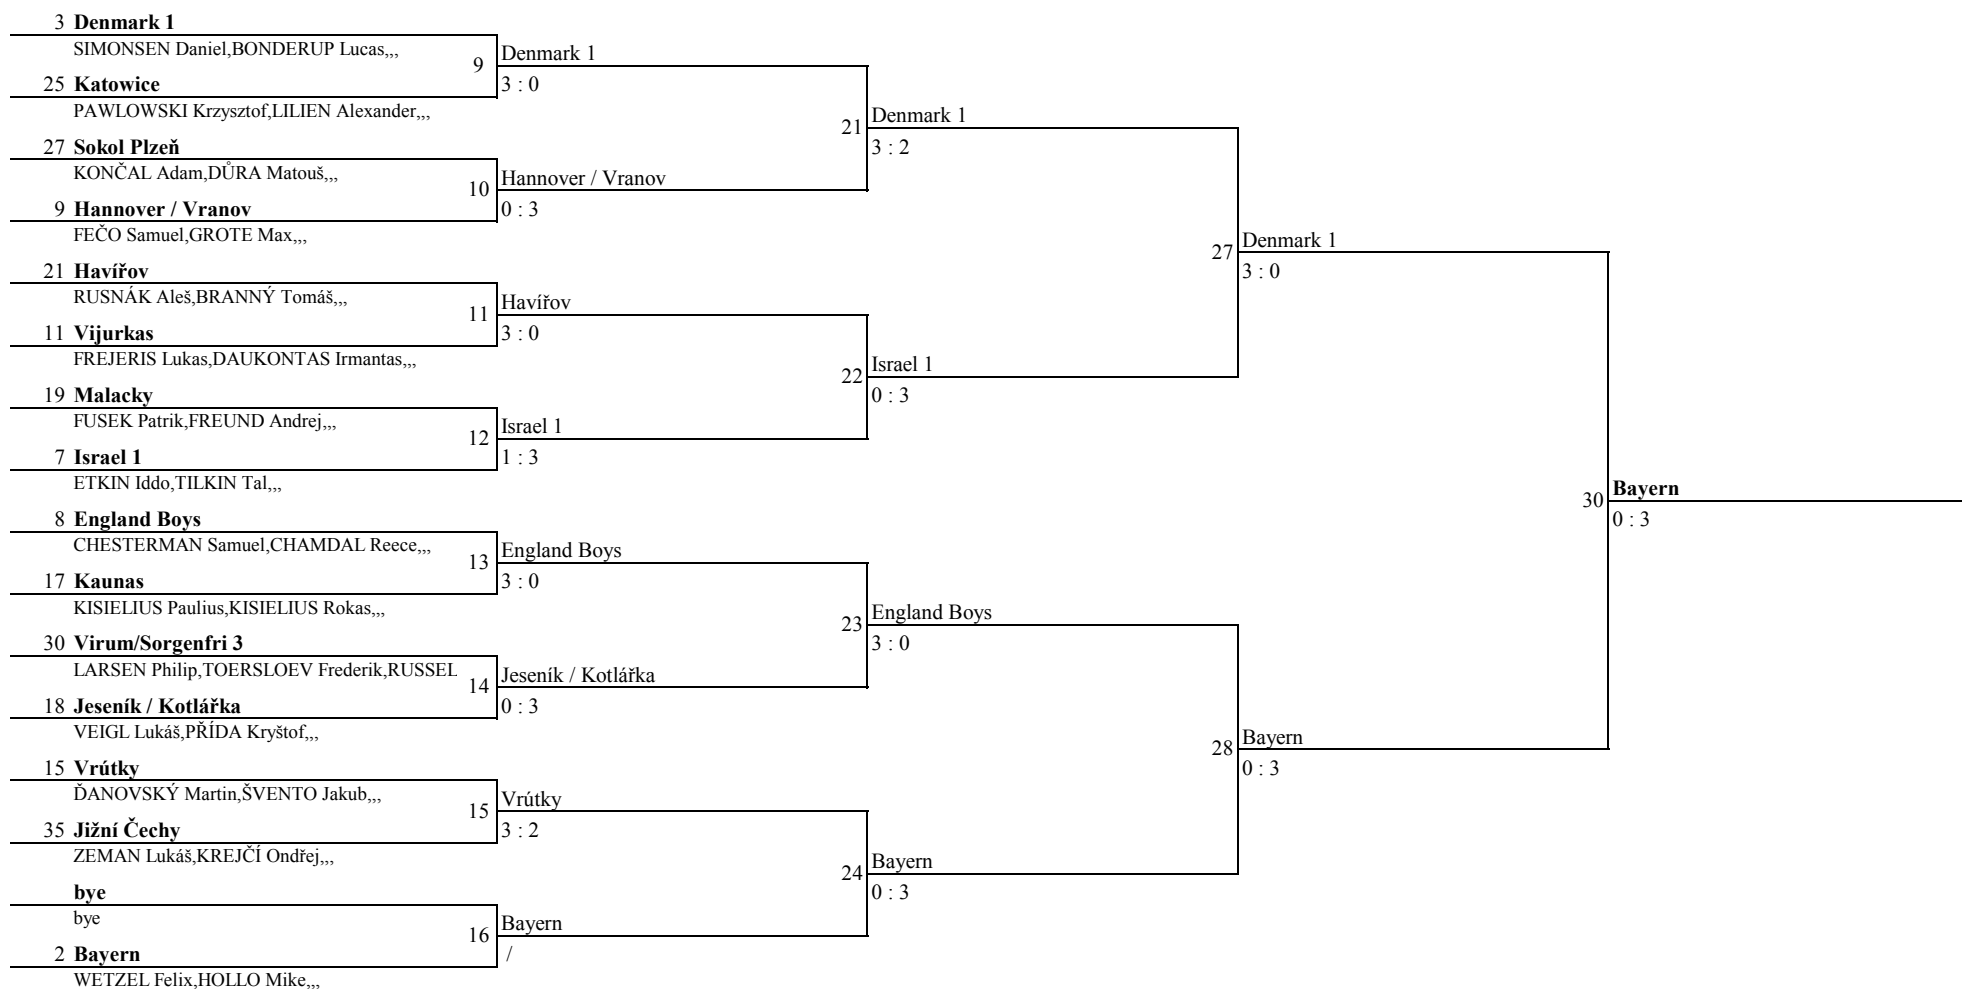 3 Denmark 1
SIMONSEN Daniel,BONDERUP Lucas,,,
9 Denmark 1
3 : 0
25 Katowice
PAWLOWSKI Krzysztof,LILIEN Alexander,,,
21 Denmark 1
3 : 2
27 Sokol Plzeň
KONČAL Adam,DŮRA Matouš,,,
10 Hannover / Vranov
0 : 3
9 Hannover / Vranov
FEČO Samuel,GROTE Max,,,
27 Denmark 1
3 : 0
21 Havířov
RUSNÁK Aleš,BRANNÝ Tomáš,,,
11 Havířov
3 : 0
11 Vijurkas
FREJERIS Lukas,DAUKONTAS Irmantas,,,
22 Israel 1
0 : 3
19 Malacky
FUSEK Patrik,FREUND Andrej,,,
12 Israel 1
1 : 3
7 Israel 1
ETKIN Iddo,TILKIN Tal,,,
30 Bayern
0 : 3
8 England Boys
CHESTERMAN Samuel,CHAMDAL Reece,,,
13 England Boys
3 : 0
17 Kaunas
KISIELIUS Paulius,KISIELIUS Rokas,,,
23 England Boys
3 : 0
30 Virum/Sorgenfri 3
LARSEN Philip,TOERSLOEV Frederik,RUSSEL
14 Jeseník / Kotlářka
0 : 3
18 Jeseník / Kotlářka
VEIGL Lukáš,PŘÍDA Kryštof,,,
28 Bayern
0 : 3
15 Vrútky
ĎANOVSKÝ Martin,ŠVENTO Jakub,,,
15 Vrútky
3 : 2
35 Jižní Čechy
ZEMAN Lukáš,KREJČÍ Ondřej,,,
24 Bayern
0 : 3
bye
bye
16 Bayern
/
2 Bayern
WETZEL Felix,HOLLO Mike,,,